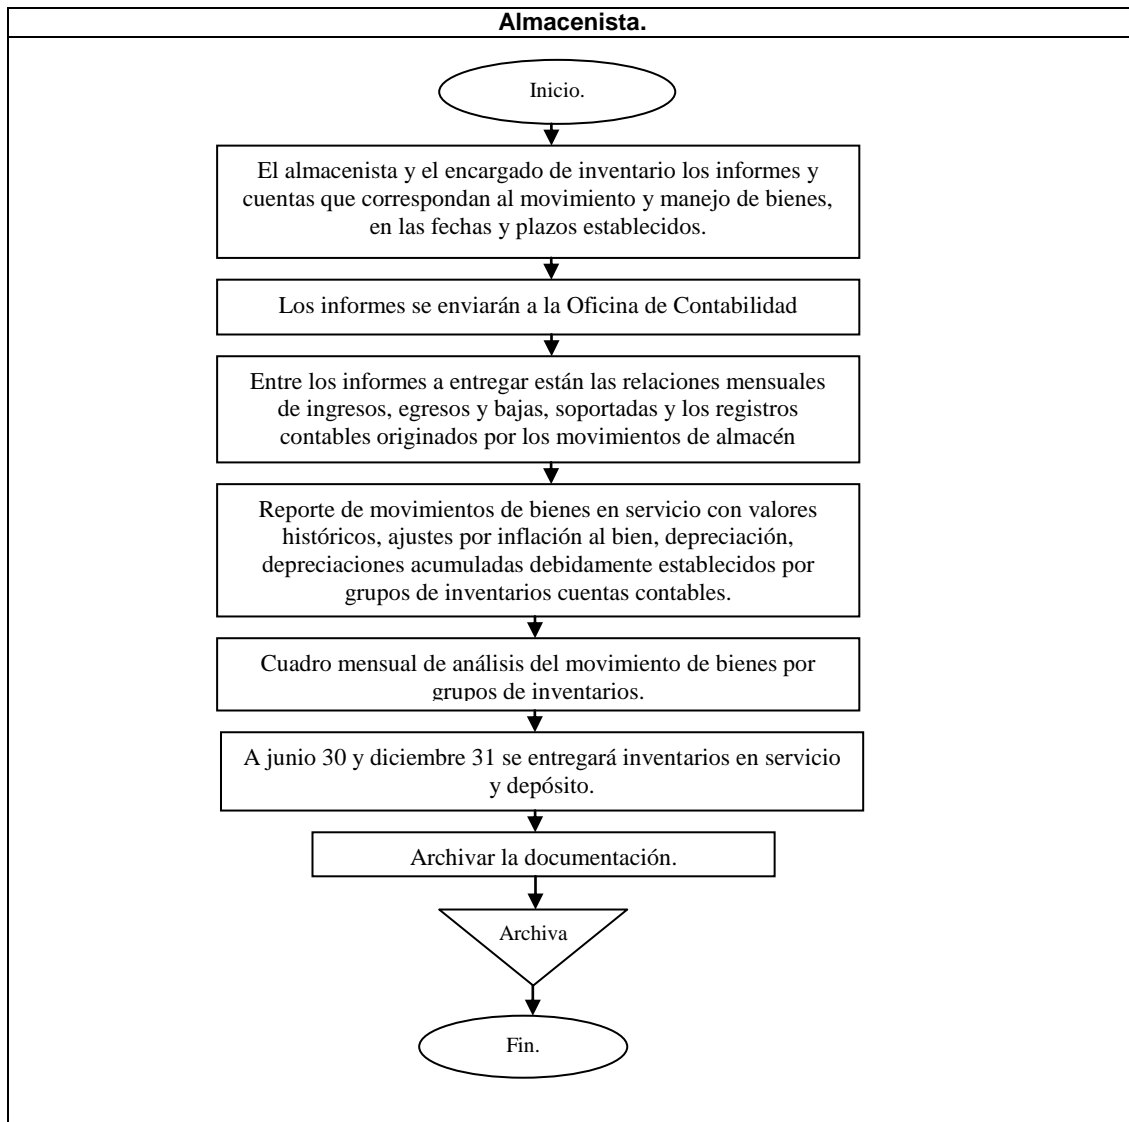 Almacenista.
Inicio.
El almacenista y el encargado de inventario los informes y
cuentas que correspondan al movimiento y manejo de bienes,
en las fechas y plazos establecidos.
Los informes se enviarán a la Oficina de Contabilidad
Entre los informes a entregar están las relaciones mensuales
de ingresos, egresos y bajas, soportadas y los registros
contables originados por los movimientos de almacén
Reporte de movimientos de bienes en servicio con valores
históricos, ajustes por inflación al bien, depreciación,
depreciaciones acumuladas debidamente establecidos por
grupos de inventarios cuentas contables.
Cuadro mensual de análisis del movimiento de bienes por
grupos de inventarios.
A junio 30 y diciembre 31 se entregará inventarios en servicio
y depósito.
Archivar la documentación.
Archiva
Fin.